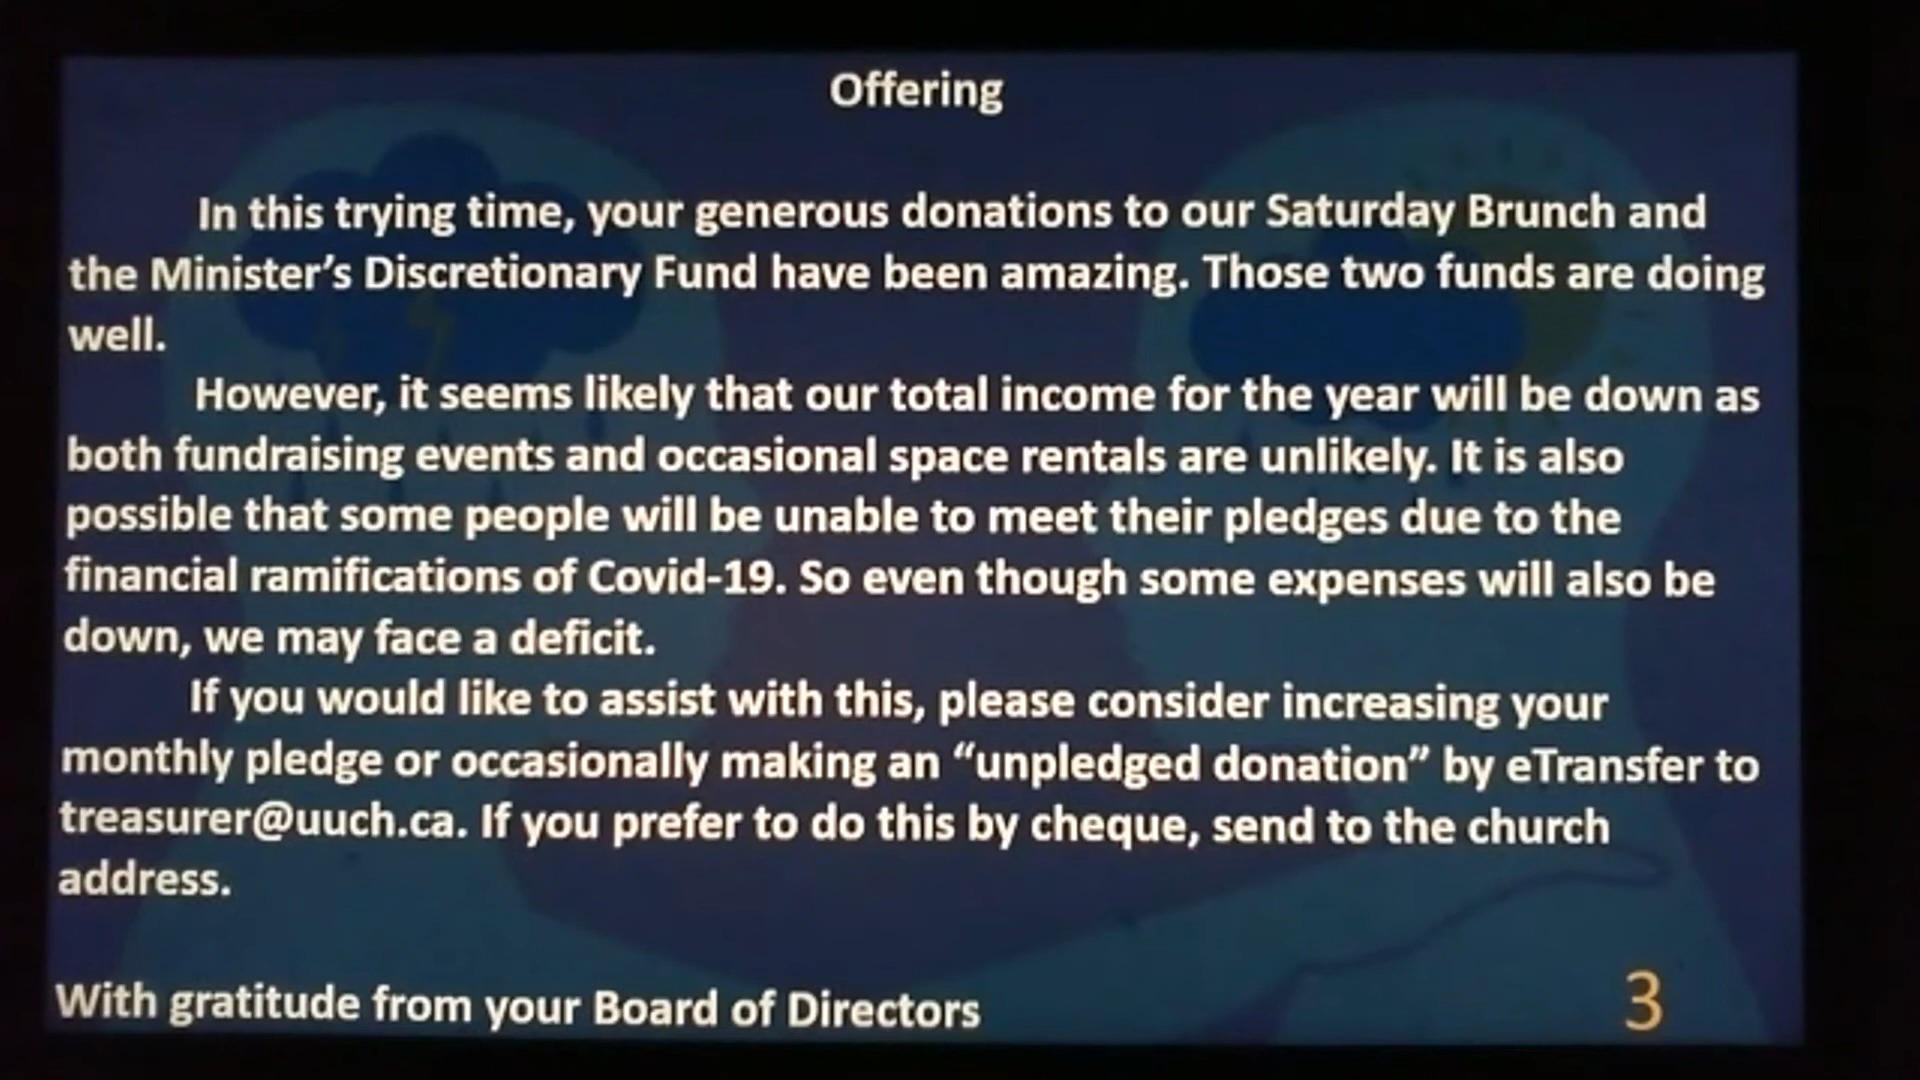 Offering
In this trying time, your generous donations to our Saturday Brunch and
the Minister’s Discretionary Fund have been amazing. Those two funds are doing
well.
However, it seems likely that our total income for the year will be down as
both fundraising events and occasional space rentals are unlikely. It is also
possible that some people will be unable to meet their pledges due to the
financial ramifications of Covid-19. So even though some expenses will also be
down, we may face a deficit.
If you would like to assist with this, please consider increasing your
monthly pledge or occasionally making an “unpledged donation” by eTransfer to
treasurer@uuch.ca. If you prefer to do this by cheque, send to the church
address.
With gratitude from your Board of Directors
3